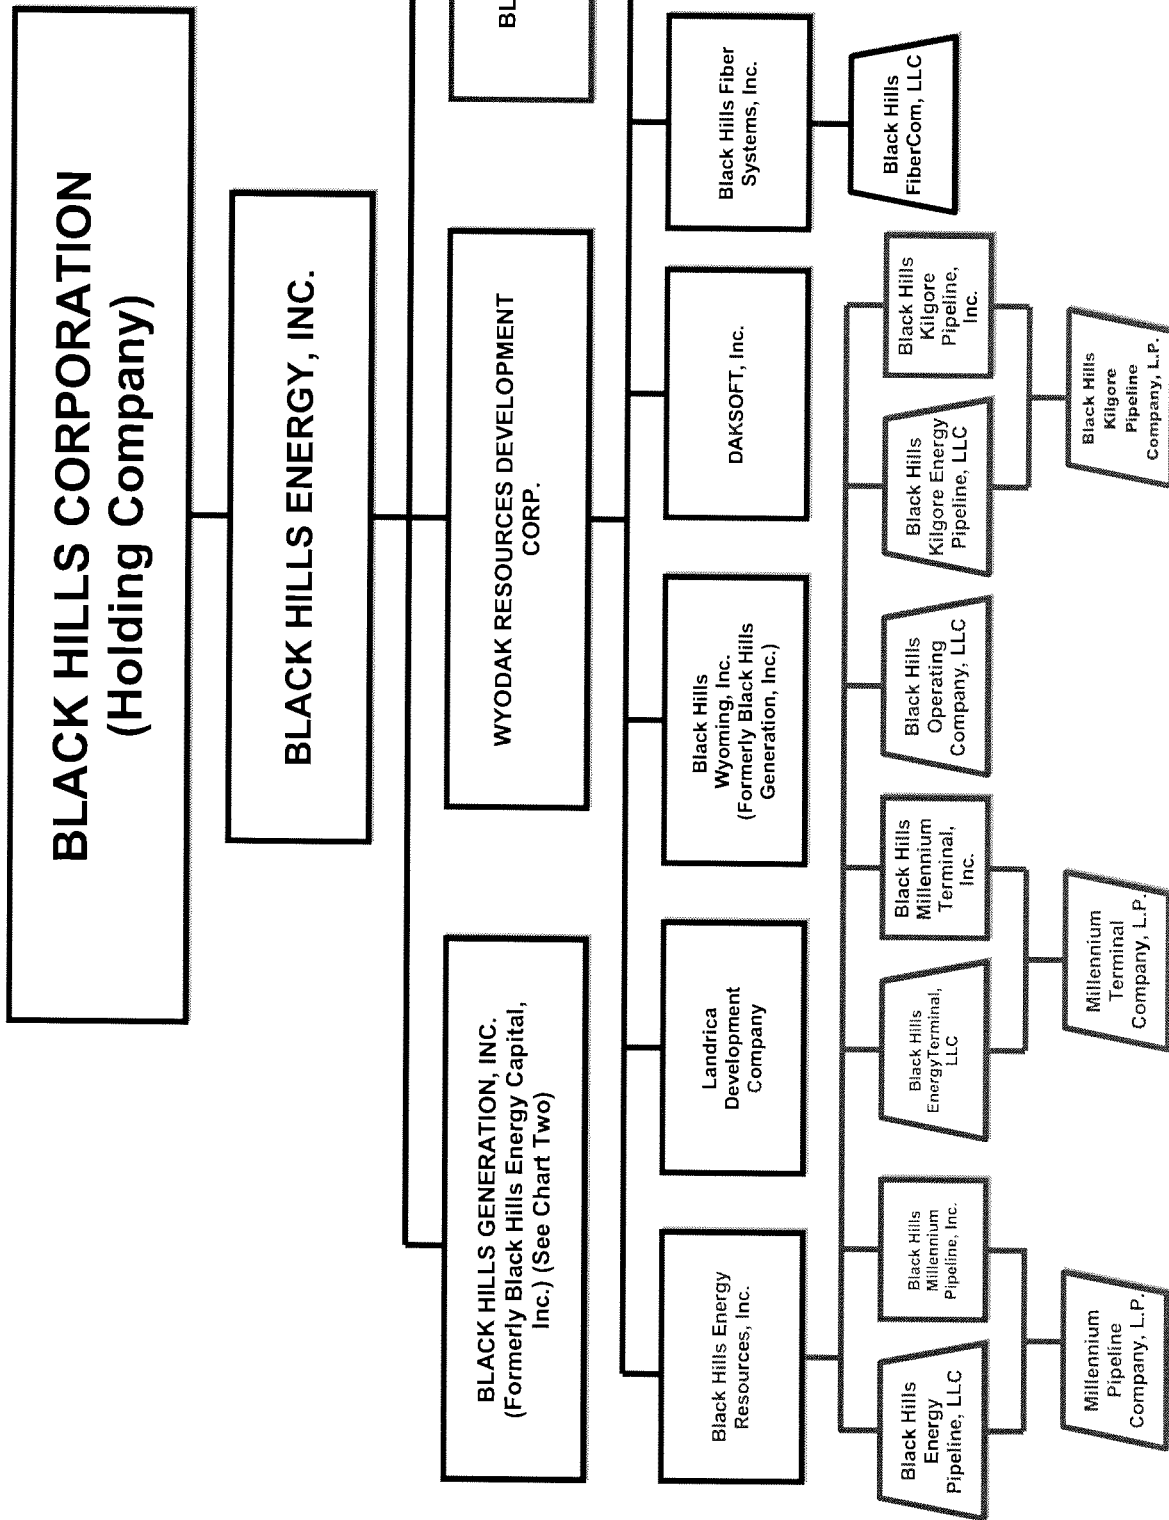 BLACK HILLS CORPORATION
(Holding Company)
BLACK HILLS ENERGY, INC.
BLACK HILLS GENERATION, INC.
(Formerly Black Hills Energy Capital,
Inc.) (See Chart Two)
WYODAK RESOURCES DEVELOPMENT
CORP.
BL
Black Hills Energy
Resources, Inc.
Landrica
Development
Company
Black Hills
Wyoming, Inc.
(Formerly Black Hills
Generation, Inc.)
DAKSOFT, Inc.
Black Hills Fiber
Systems, Inc.
Black Hills
FiberCom, LLC
Black Hills
Energy
Pipeline, LLC
Black Hills
Millennium
Pipeline, Inc.
Black Hills
EnergyTerminal,
LLC
Black Hills
Millennium
Terminal,
Inc.
Black Hills
Operating
Company, LLC
Black Hills
Kilgore Energy
Pipeline, LLC
Black Hills
Kilgore
Pipeline,
Inc.
Millennium
Pipeline
Company, L.P.
Millennium
Terminal
Company, L.P.
Black Hills
Kilgore
Pipeline
Company, L.P.